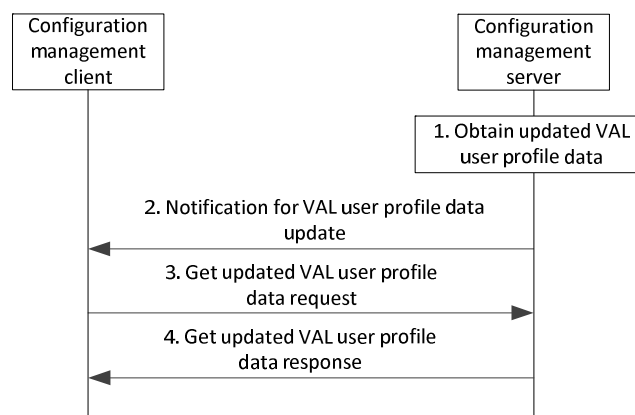 Configuration
management
client
Configuration
management
server
1. Obtain updated VAL
user profile data
2. Notification for VAL user profile data
update
3. Get updated VAL user profile
data request
4. Get updated VAL user profile
data response